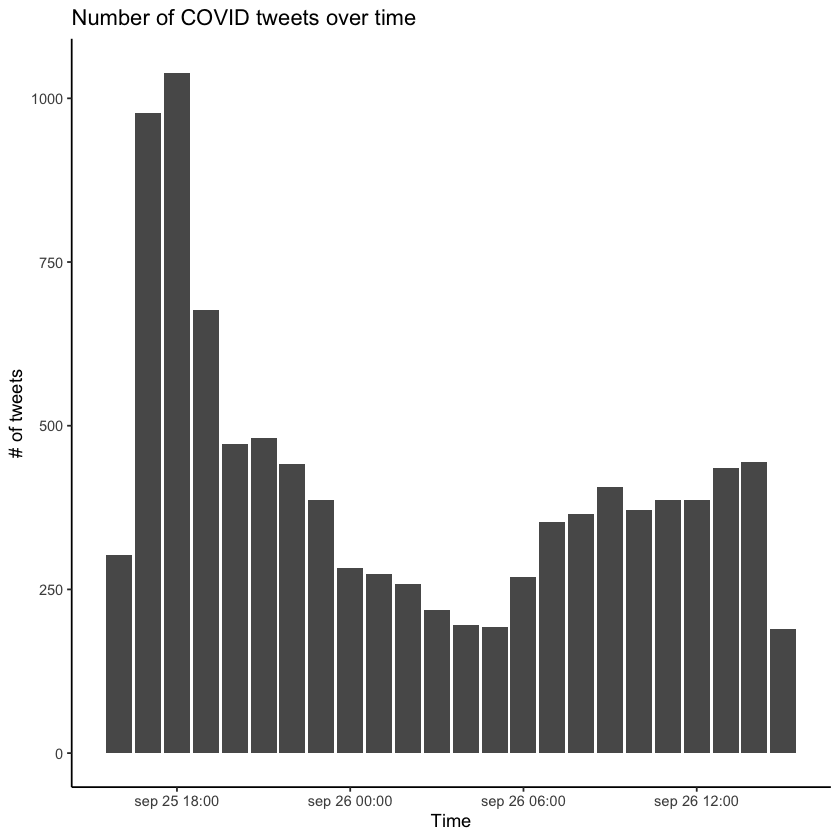 Number of COVID tweets over time
# of tweets
1000
750
500
250
0
sep 25 18:00
sep 26 00:00
sep 26 06:00
sep 26 12:00
Time